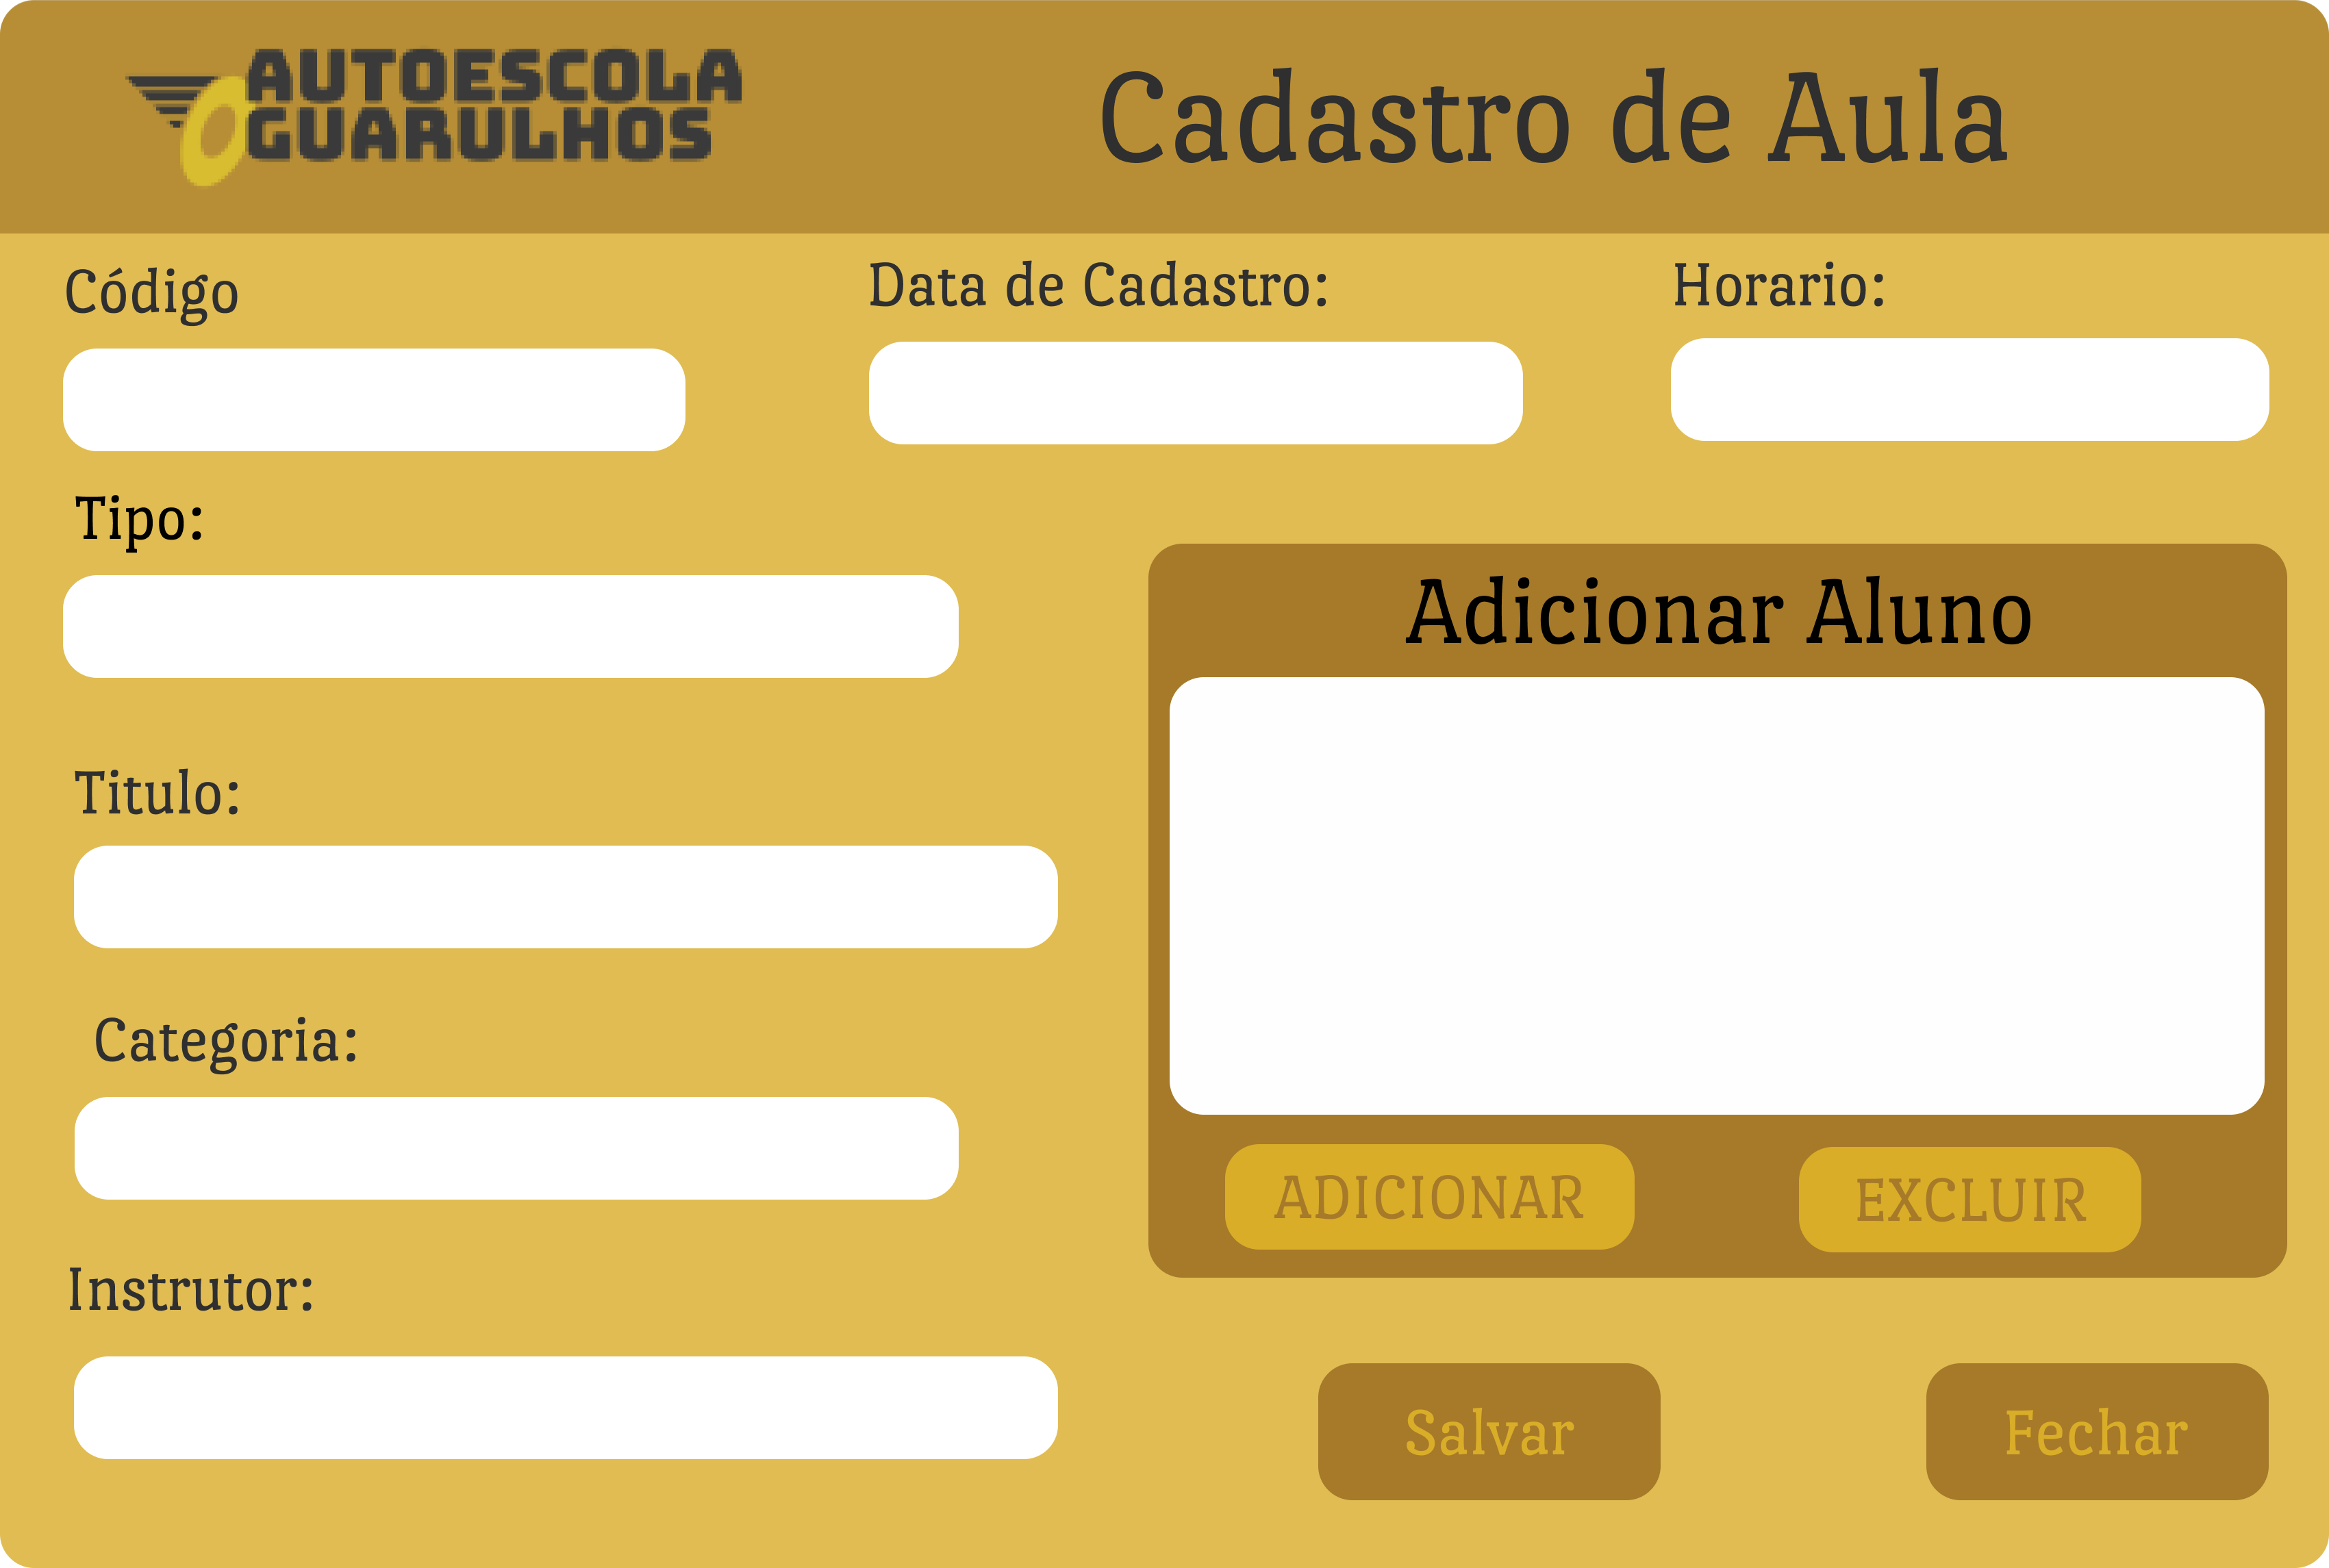 AUTOESCOLA
GUARULHOS
Cadastro de Aula
Código
Data de Cadastro:
Horario:
Tipo:
Adicionar Aluno
Titulo:
Categoria:
ADICIONAR
EXCLUIR
Instrutor:
Salvar
Fechar